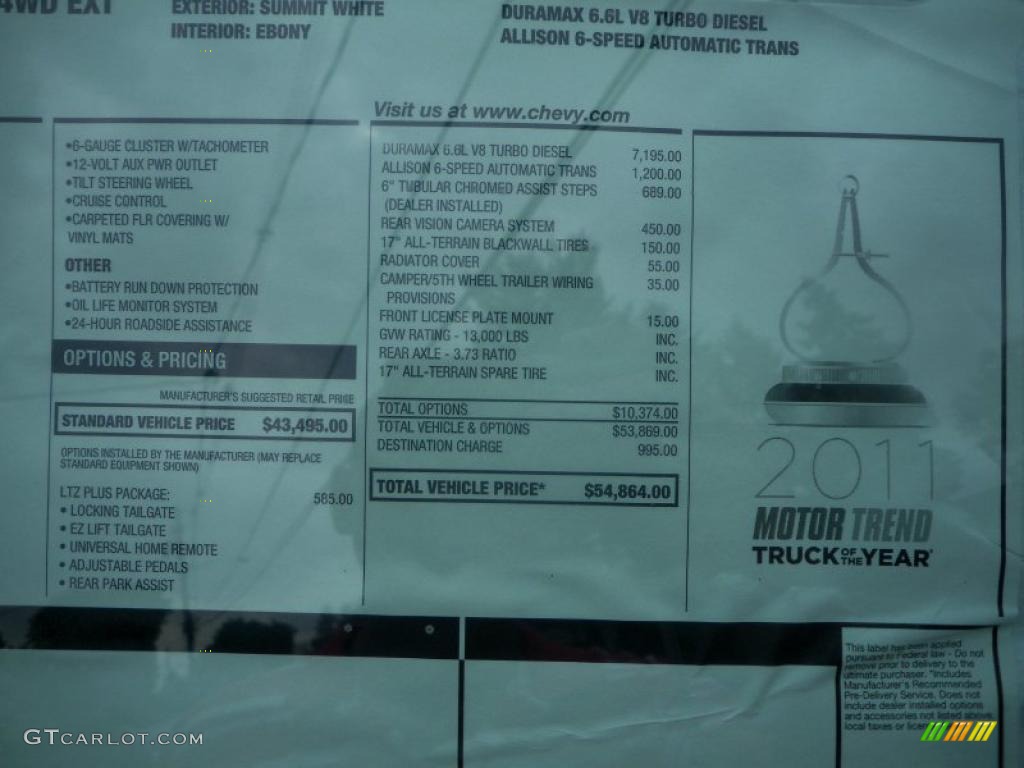 4WD EXT
EXTERIOR: SUMMIT WHITE
INTERIOR: EBONY
DURAMAX 6.6L V8 TURBO DIESEL
ALLISON 6-SPEED AUTOMATIC TRANS
Visit us at www.chevy.com
•6-GAUGE CLUSTER W/TACHOMETER
•12-VOLT AUX PWR OUTLET
•TILT STEERING WHEEL
•CRUISE CONTROL
•CARPETED FLR COVERING W/
VINYL MATS
OTHER
•BATTERY RUN DOWN PROTECTION
•OIL LIFE MONITOR SYSTEM
•24-HOUR ROADSIDE ASSISTANCE
OPTIONS & PRICING
MANUFACTURER'S SUGGESTED RETAIL PRICE
STANDARD VEHICLE PRICE $43,495.00
OPTIONS INSTALLED BY THE MANUFACTURER (MAY REPLACE
STANDARD EQUIPMENT SHOWN)
LTZ PLUS PACKAGE: 585.00
• LOCKING TAILGATE
• EZ LIFT TAILGATE
• UNIVERSAL HOME REMOTE
• ADJUSTABLE PEDALS
• REAR PARK ASSIST
DURAMAX 6.6L V8 TURBO DIESEL 7,195.00
ALLISON 6-SPEED AUTOMATIC TRANS 1,200.00
6" TUBULAR CHROMED ASSIST STEPS 689.00
(DEALER INSTALLED)
REAR VISION CAMERA SYSTEM 450.00
17" ALL-TERRAIN BLACKWALL TIRES 150.00
RADIATOR COVER 55.00
CAMPER/5TH WHEEL TRAILER WIRING 35.00
PROVISIONS
FRONT LICENSE PLATE MOUNT 15.00
GVW RATING - 13,000 LBS INC.
REAR AXLE - 3.73 RATIO INC.
17" ALL-TERRAIN SPARE TIRE INC.
TOTAL OPTIONS $10,374.00
TOTAL VEHICLE & OPTIONS $53,869.00
DESTINATION CHARGE 995.00
TOTAL VEHICLE PRICE* $54,864.00
2011
MOTOR TREND
TRUCK OF THE YEAR
This label has been applied
pursuant to Federal law - Do not
remove prior to delivery to the
ultimate purchaser. *Includes
Manufacturer's Recommended
Pre-Delivery Service. Does not
include dealer installed options
and accessories not listed above,
local taxes or
GTCARLOT.COM